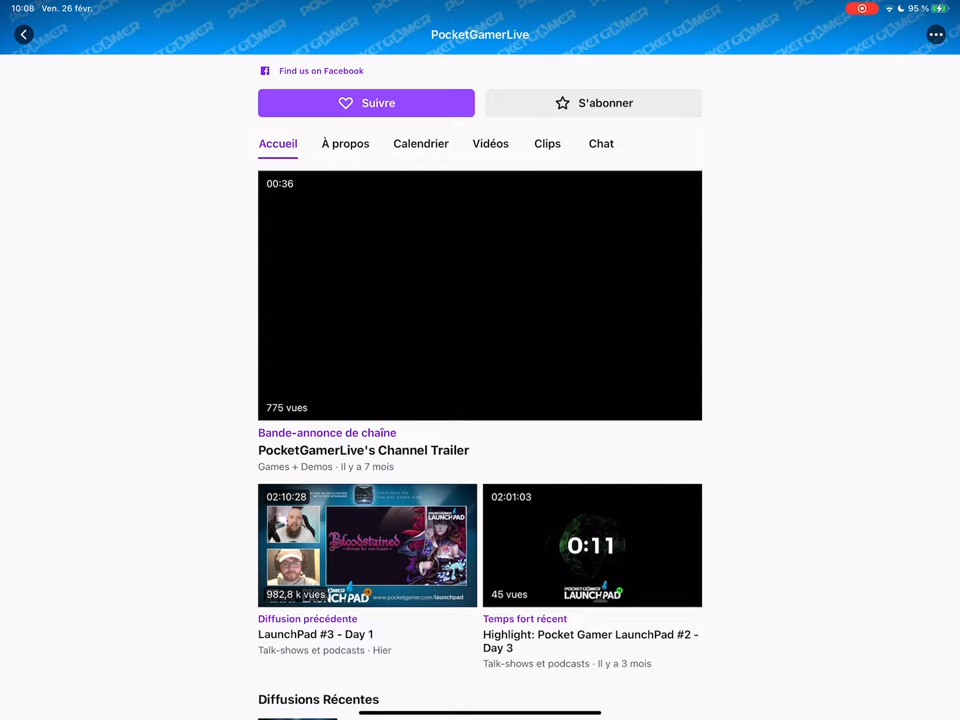 10:08 Ven. 26 févr.
95 %
PocketGamerLive
Find us on Facebook
Suivre
S'abonner
Accueil
À propos
Calendrier
Vidéos
Clips
Chat
00:36
775 vues
Bande-annonce de chaîne
PocketGamerLive's Channel Trailer
Games + Demos · Il y a 7 mois
02:10:28
Bloodstained
LAUNCHPAD
982,8 k vues
LAUNCHPAD
www.pocketgamer.com/launchpad
Diffusion précédente
LaunchPad #3 - Day 1
Talk-shows et podcasts · Hier
02:01:03
0:11
45 vues
POCKET GAMER
LAUNCHPAD
Temps fort récent
Highlight: Pocket Gamer LaunchPad #2 -
Day 3
Talk-shows et podcasts · Il y a 3 mois
Diffusions Récentes